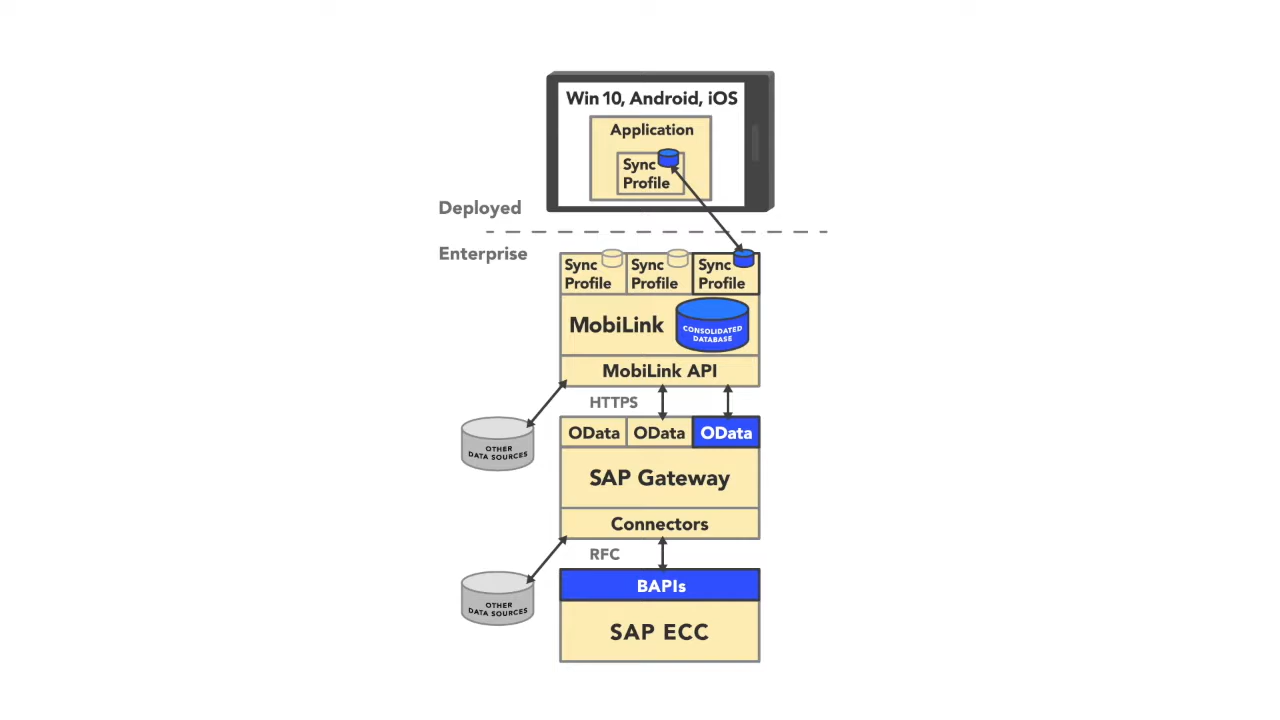 Win 10, Android, iOS
Application
Sync
Profile
Deployed
Enterprise
Sync
Profile
Sync
Profile
Sync
Profile
MobiLink
CONSOLIDATED
DATABASE
MobiLink API
HTTPS
OTHER
DATA SOURCES
OData
OData
OData
SAP Gateway
Connectors
RFC
OTHER
DATA SOURCES
BAPIs
SAP ECC